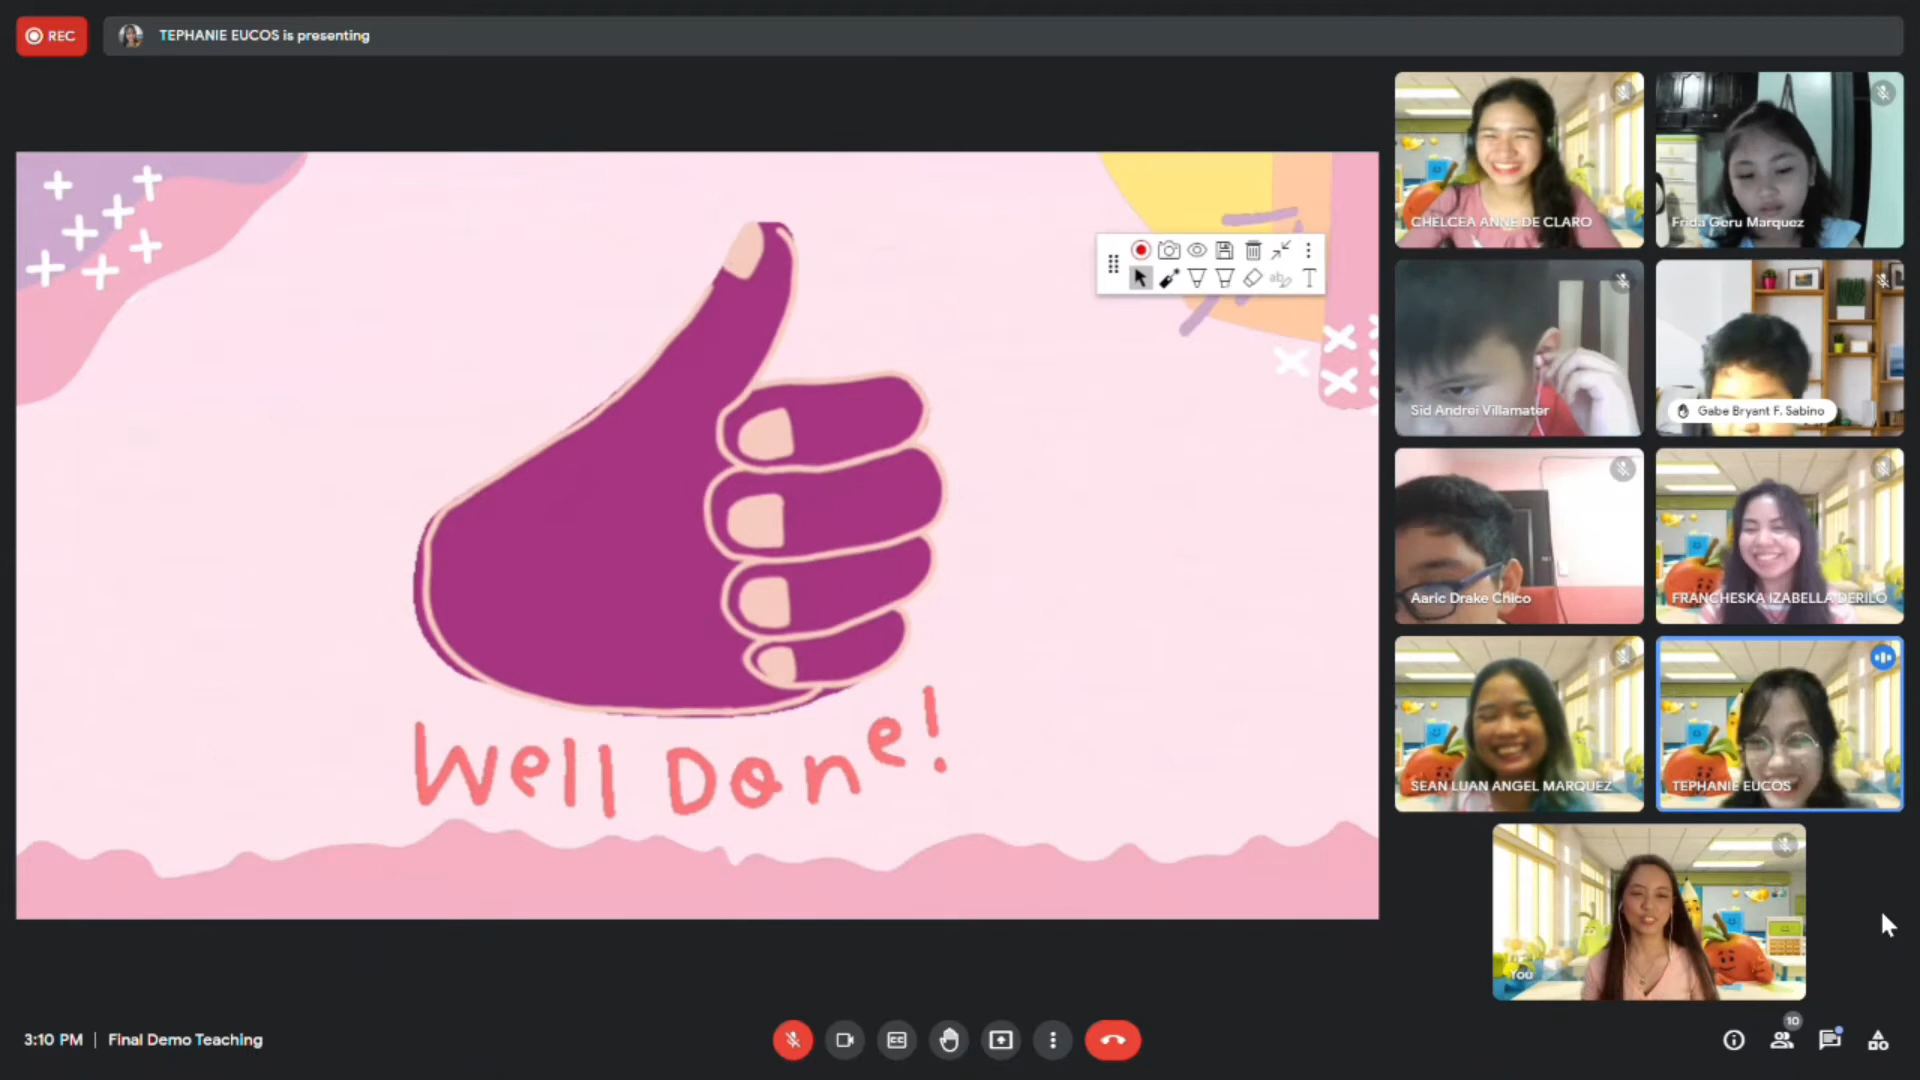 REC
TEPHANIE EUCOS is presenting
CHELCEA ANNE DE CLARO
Frida Geru Marquez
Sid Andrei Villamater
Gabe Bryant F. Sabino
Aaric Drake Chico
FRANCHESKA IZABELLA DERILO
SEAN LUAN ANGEL MARQUEZ
TEPHANIE EUCOS
YOU
ab
T
Well Done!
3:10 PM | Final Demo Teaching
CC
10